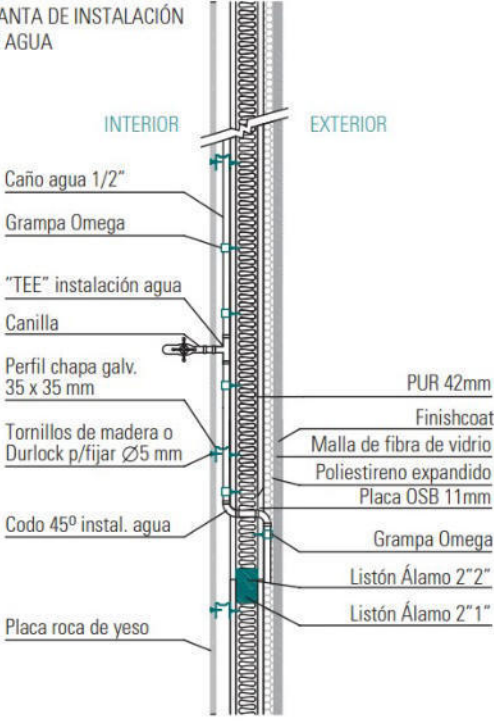 ANTA DE INSTALACIÓN
AGUA
INTERIOR
EXTERIOR
Caño agua 1/2"
Grampa Omega
"TEE" instalación agua
Canilla
Perfil chapa galv.
35 x 35 mm
Tornillos de madera o
Durlock p/fijar Ø5 mm
Codo 45º instal. agua
Placa roca de yeso
PUR 42mm
Finishcoat
Malla de fibra de vidrio
Poliestireno expandido
Placa OSB 11mm
Grampa Omega
Listón Álamo 2"2"
Listón Álamo 2"1"